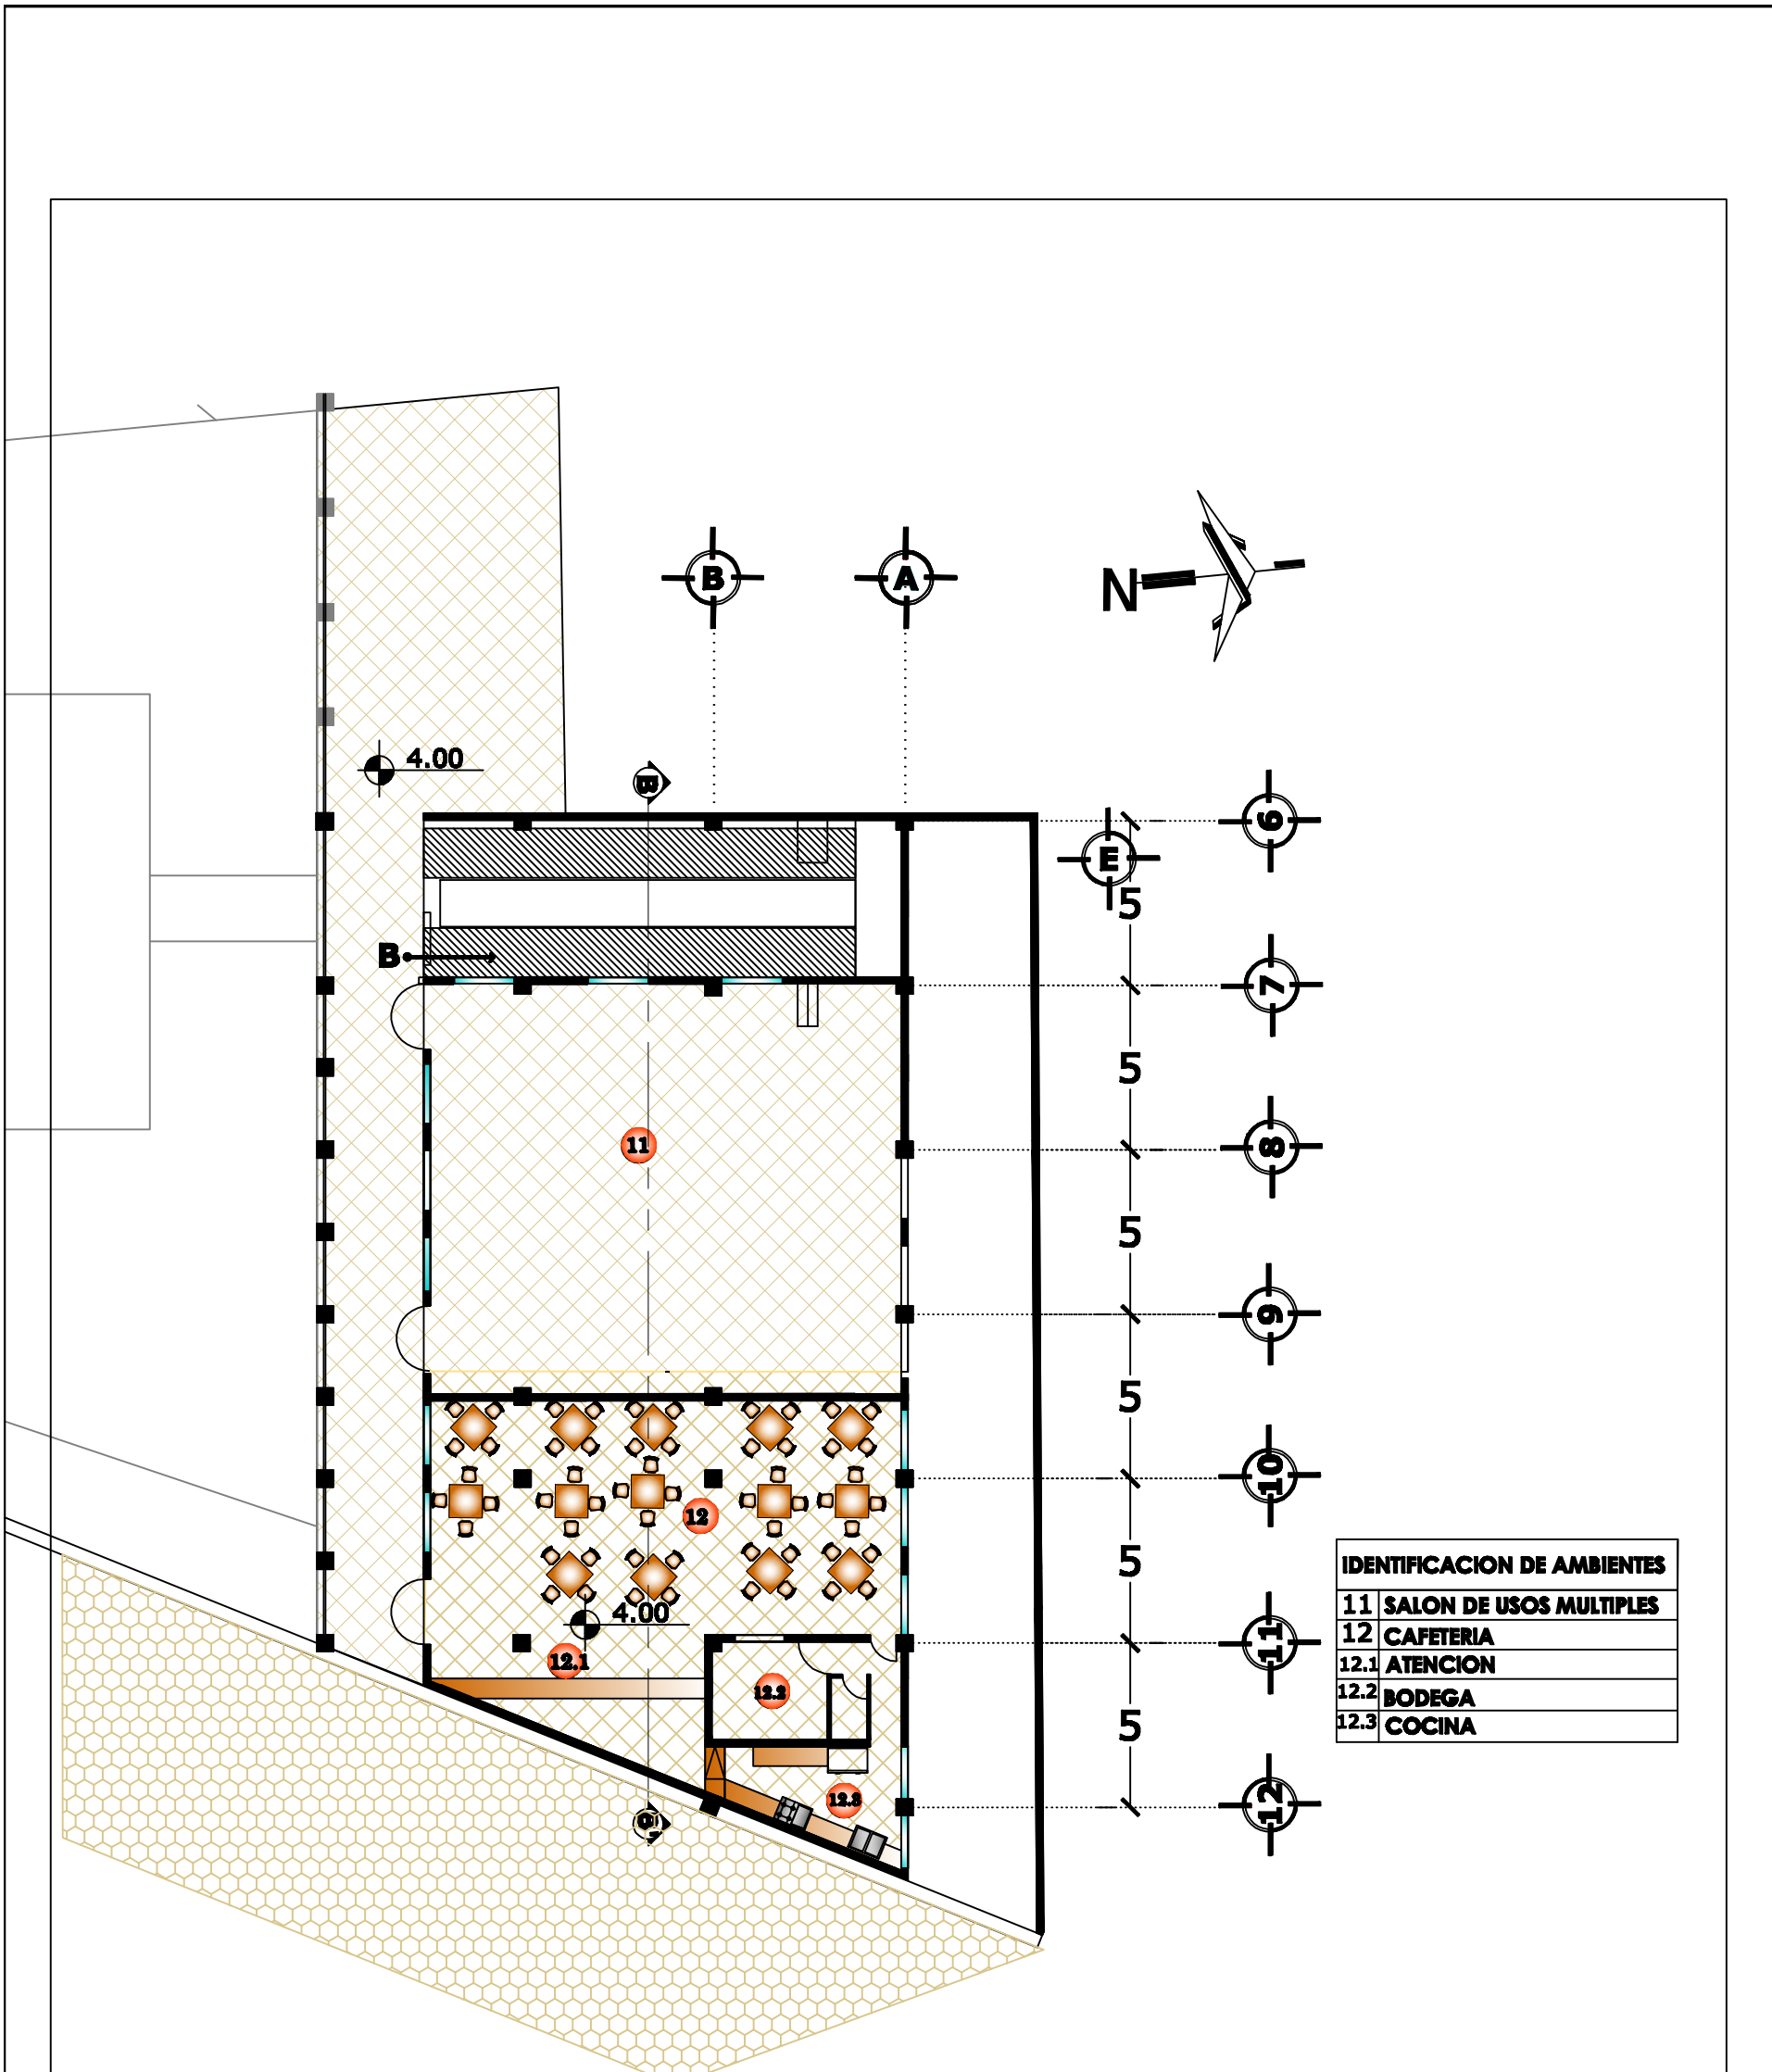 B
A
N
4.00
B
6
E
5
B
7
5
11
8
5
9
5
10
12
5
4.00
11
12.1
12.2
5
12.3
12
IDENTIFICACION DE AMBIENTES
11 SALON DE USOS MULTIPLES
12 CAFETERIA
12.1 ATENCION
12.2 BODEGA
12.3 COCINA